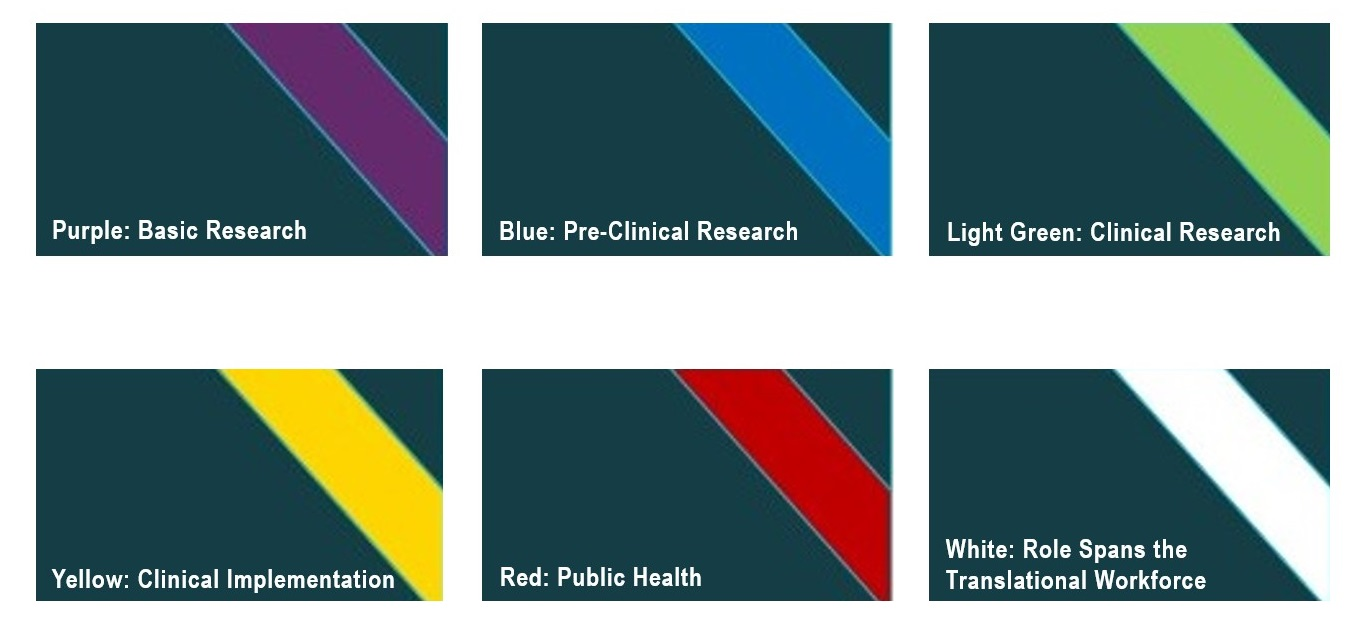 Purple: Basic Research
Blue: Pre-Clinical Research
Light Green: Clinical Research
Yellow: Clinical Implementation
Red: Public Health
White: Role Spans the
Translational Workforce